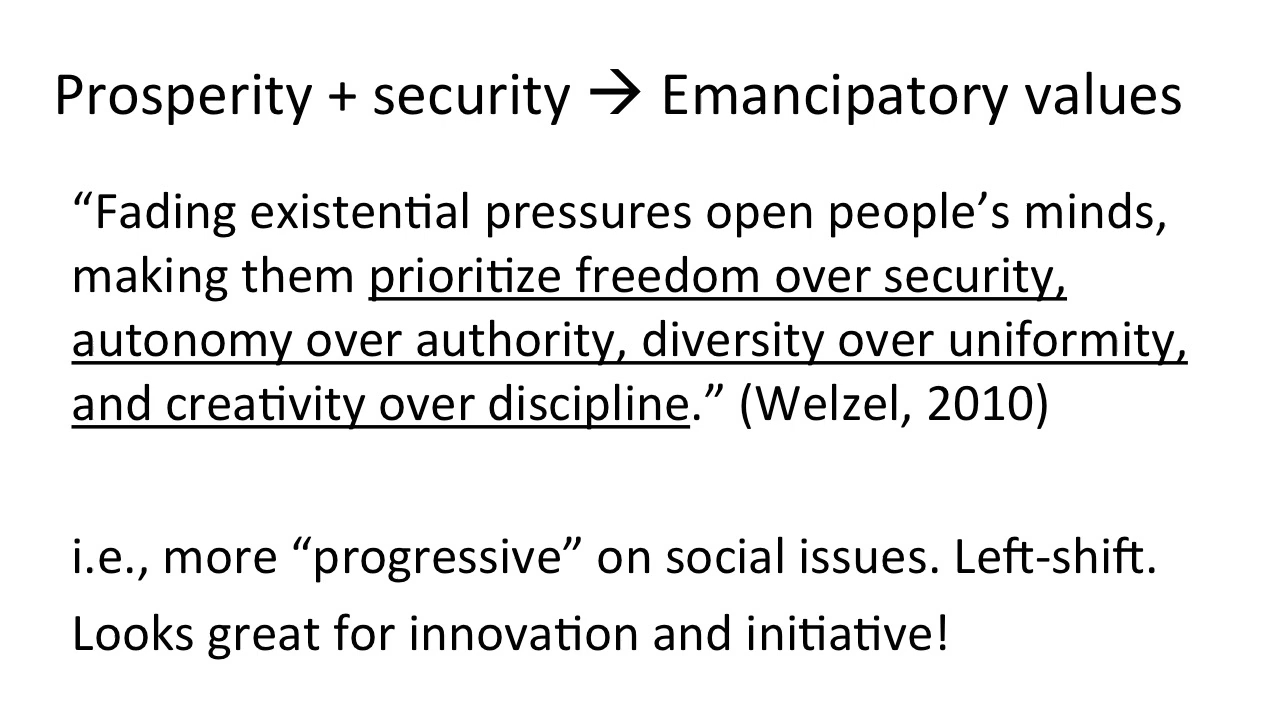 Prosperity + security → Emancipatory values
“Fading existential pressures open people’s minds,
making them prioritize freedom over security,
autonomy over authority, diversity over uniformity,
and creativity over discipline.” (Welzel, 2010)
i.e., more “progressive” on social issues. Left-shift.
Looks great for innovation and initiative!